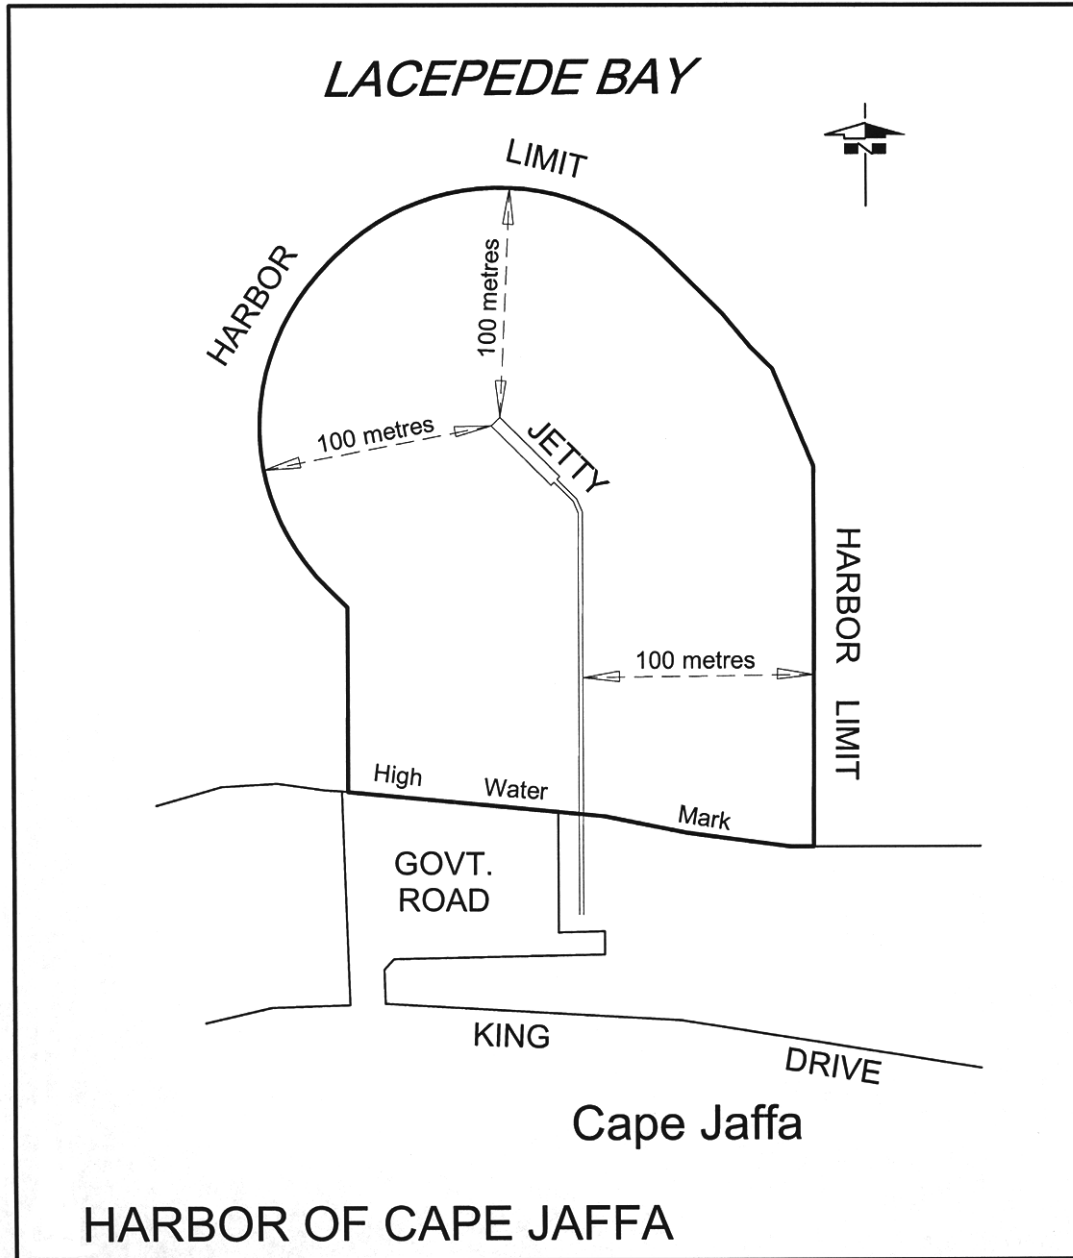 LACEPEDE BAY
N
HARBOR
LIMIT
100 metres
100 metres
JETTY
HARBOR LIMIT
100 metres
High Water Mark
GOVT.
ROAD
KING DRIVE
Cape Jaffa
HARBOR OF CAPE JAFFA